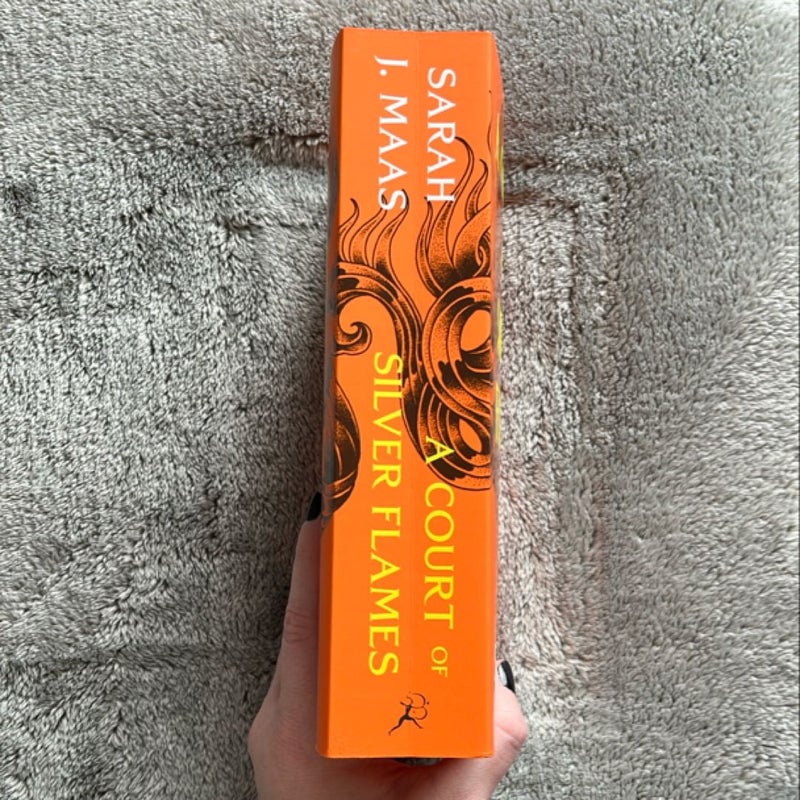 SARAH
J. MAAS
A COURT OF
SILVER FLAMES